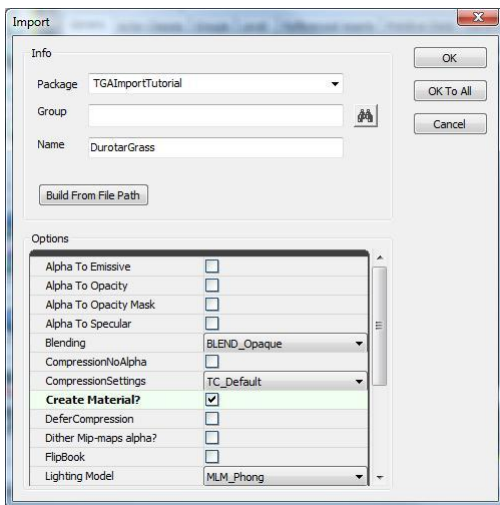 Import
Info
Package TGAImportTutorial
Group
Name DurotarGrass
Build From File Path
OK
OK To All
Cancel
Options
Alpha To Emissive
Alpha To Opacity
Alpha To Opacity Mask
Alpha To Specular
Blending BLEND_Opaque
CompressionNoAlpha
CompressionSettings TC_Default
Create Material?
DeferCompression
Dither Mip-maps alpha?
FlipBook
Lighting Model MLM_Phong